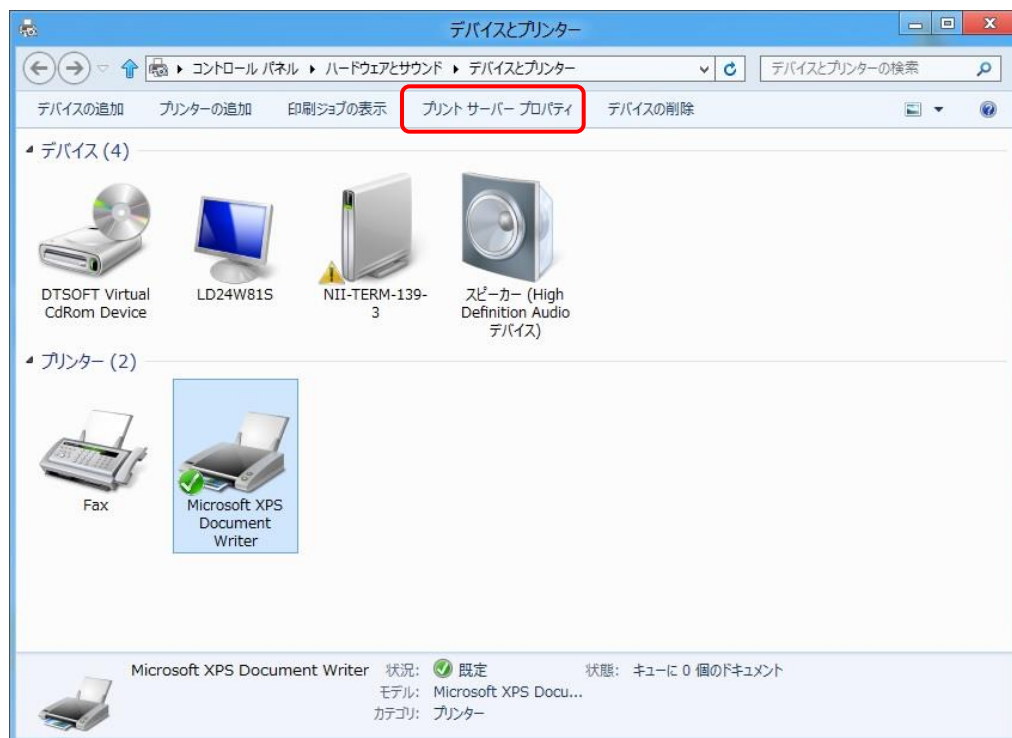 デバイスとプリンター
コントロール パネル ハードウェアとサウンド デバイスとプリンター デバイスとプリンターの検索
デバイスの追加 プリンターの追加 印刷ジョブの表示 プリント サーバー プロパティ デバイスの削除
デバイス (4)
DTSOFT Virtual
CdRom Device
LD24W81S
NII-TERM-139-
3
スピーカー (High
Definition Audio
デバイス)
プリンター (2)
Fax
Microsoft XPS
Document
Writer
Microsoft XPS Document Writer 状況: 既定 状態: キューに 0 個のドキュメント
モデル: Microsoft XPS Docu...
カテゴリ: プリンター